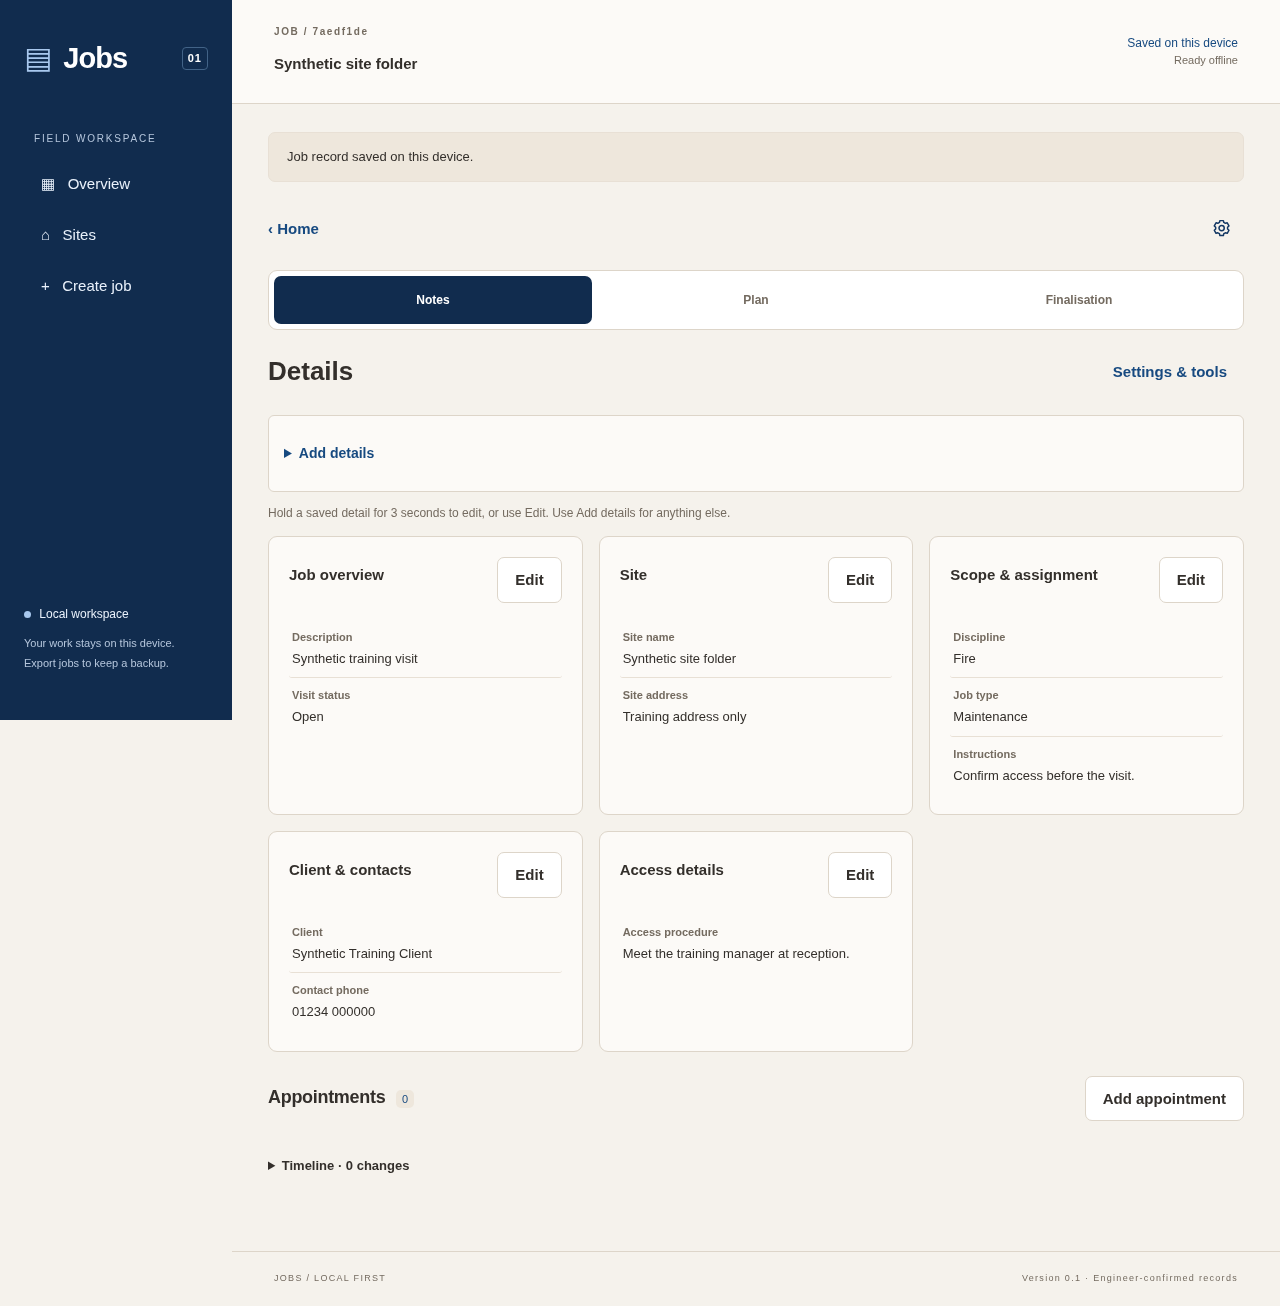 Jobs
01
FIELD WORKSPACE
Overview
Sites
+ Create job
Local workspace
Your work stays on this device.
Export jobs to keep a backup.
JOB / 7aedf1de
Synthetic site folder
Saved on this device
Ready offline
Job record saved on this device.
‹ Home
Notes
Plan
Finalisation
Details
Settings & tools
Add details
Hold a saved detail for 3 seconds to edit, or use Edit. Use Add details for anything else.
Job overview
Edit
Description
Synthetic training visit
Visit status
Open
Site
Edit
Site name
Synthetic site folder
Site address
Training address only
Scope & assignment
Edit
Discipline
Fire
Job type
Maintenance
Instructions
Confirm access before the visit.
Client & contacts
Edit
Client
Synthetic Training Client
Contact phone
01234 000000
Access details
Edit
Access procedure
Meet the training manager at reception.
Appointments 0
Add appointment
Timeline · 0 changes
JOBS / LOCAL FIRST
Version 0.1 · Engineer-confirmed records